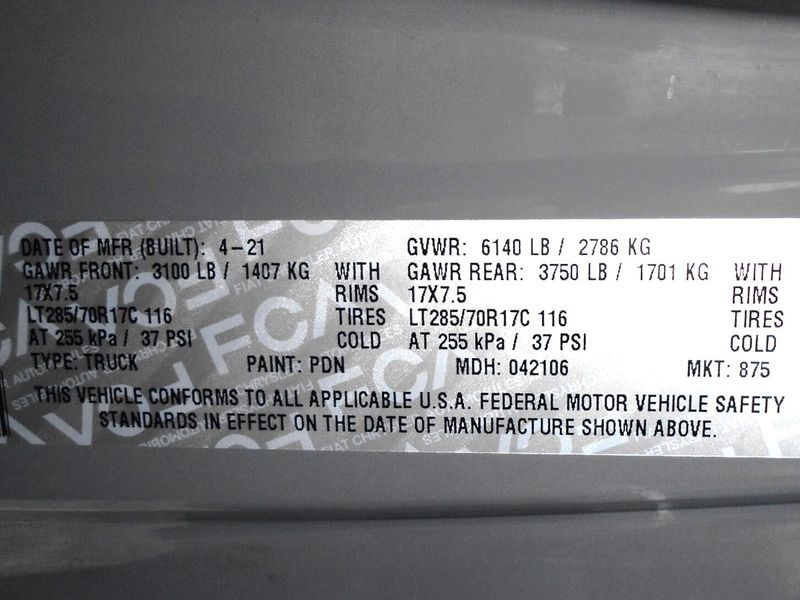 DATE OF MFR (BUILT): 4-21 GVWR: 6140 LB / 2786 KG
GAWR FRONT: 3100 LB / 1407 KG WITH GAWR REAR: 3750 LB / 1701 KG WITH
17X7.5 RIMS 17X7.5 RIMS
LT285/70R17C 116 TIRES LT285/70R17C 116 TIRES
AT 255 kPa / 37 PSI COLD AT 255 kPa / 37 PSI COLD
TYPE: TRUCK PAINT: PDN MDH: 042106 MKT: 875
THIS VEHICLE CONFORMS TO ALL APPLICABLE U.S.A. FEDERAL MOTOR VEHICLE SAFETY
STANDARDS IN EFFECT ON THE DATE OF MANUFACTURE SHOWN ABOVE.